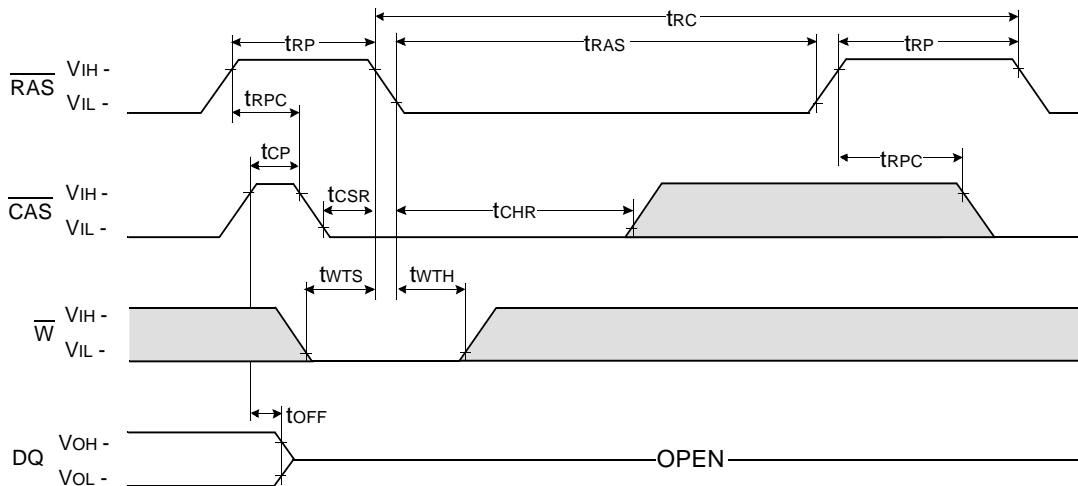 tRC
tRP tRAS tRP
RAS VIH -
VIL -
tRPC
tCP tRPC
CAS VIH -
VIL -
tCSR tCHR
tWTS tWTH
W VIH -
VIL -
tOFF
DQ VOH -
VOL -
OPEN